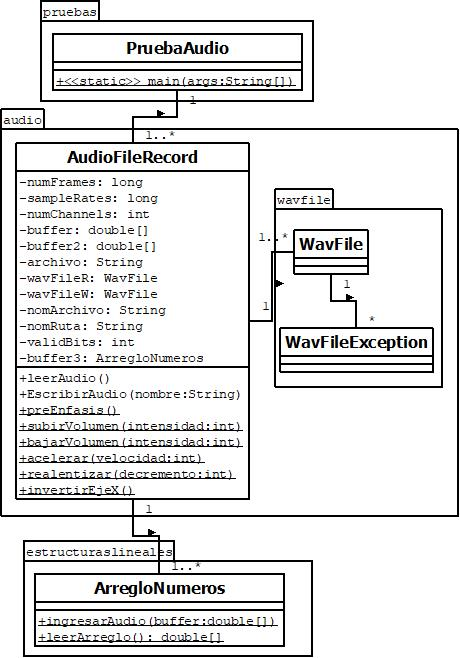 pruebas
PruebaAudio
+<<static>> main(args:String[])
1
1..*
audio
AudioFileRecord
-numFrames: long
-sampleRates: long
-numChannels: int
-buffer: double[]
-buffer2: double[]
-archivo: String
-wavFileR: WavFile
-wavFileW: WavFile
-nomArchivo: String
-nomRuta: String
-validBits: int
-buffer3: ArregloNumeros
+leerAudio()
+EscribirAudio(nombre:String)
+preEnfasis()
+subirVolumen(intensidad:int)
+bajarVolumen(intensidad:int)
+acelerar(velocidad:int)
+realentizar(decremento:int)
+invertirEjeX()
wavfile
1..*
WavFile
1
1
*
WavFileException
1
estructuraslineales
1..*
ArregloNumeros
+ingresarAudio(buffer:double[])
+leerArreglo(): double[]